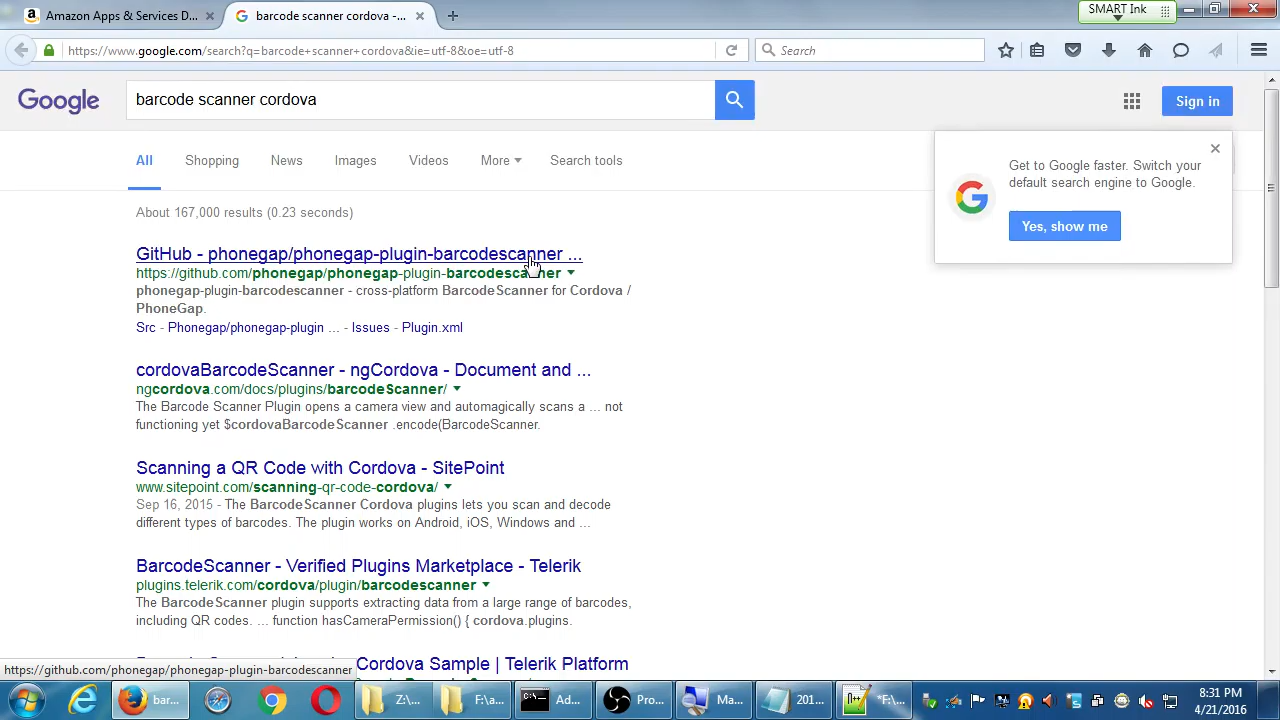 Amazon Apps & Services D...
barcode scanner cordova -...
SMART Ink
https://www.google.com/search?q=barcode+scanner+cordova&ie=utf-8&oe=utf-8
Search
Google
barcode scanner cordova
Sign in
All
Shopping
News
Images
Videos
More
Search tools
Get to Google faster. Switch your
default search engine to Google.
Yes, show me
About 167,000 results (0.23 seconds)
GitHub - phonegap/phonegap-plugin-barcodescanner ...
https://github.com/phonegap/phonegap-plugin-barcodescanner
phonegap-plugin-barcodescanner - cross-platform BarcodeScanner for Cordova /
PhoneGap.
Src - Phonegap/phonegap-plugin ... - Issues - Plugin.xml
cordovaBarcodeScanner - ngCordova - Document and ...
ngcordova.com/docs/plugins/barcodeScanner/
The Barcode Scanner Plugin opens a camera view and automagically scans a ... not
functioning yet $cordovaBarcodeScanner .encode(BarcodeScanner.
Scanning a QR Code with Cordova - SitePoint
www.sitepoint.com/scanning-qr-code-cordova/
Sep 16, 2015 - The BarcodeScanner Cordova plugins lets you scan and decode
different types of barcodes. The plugin works on Android, iOS, Windows and ...
BarcodeScanner - Verified Plugins Marketplace - Telerik
plugins.telerik.com/cordova/plugin/barcodescanner
The BarcodeScanner plugin supports extracting data from a large range of barcodes,
including QR codes. ... function hasCameraPermission() { cordova.plugins.
Cordova Sample | Telerik Platform
https://github.com/phonegap/phonegap-plugin-barcodescanner
bar...
Z:\...
F:\a...
Ad...
Pro...
Ma...
201...
*F:\...
8:31 PM
4/21/2016